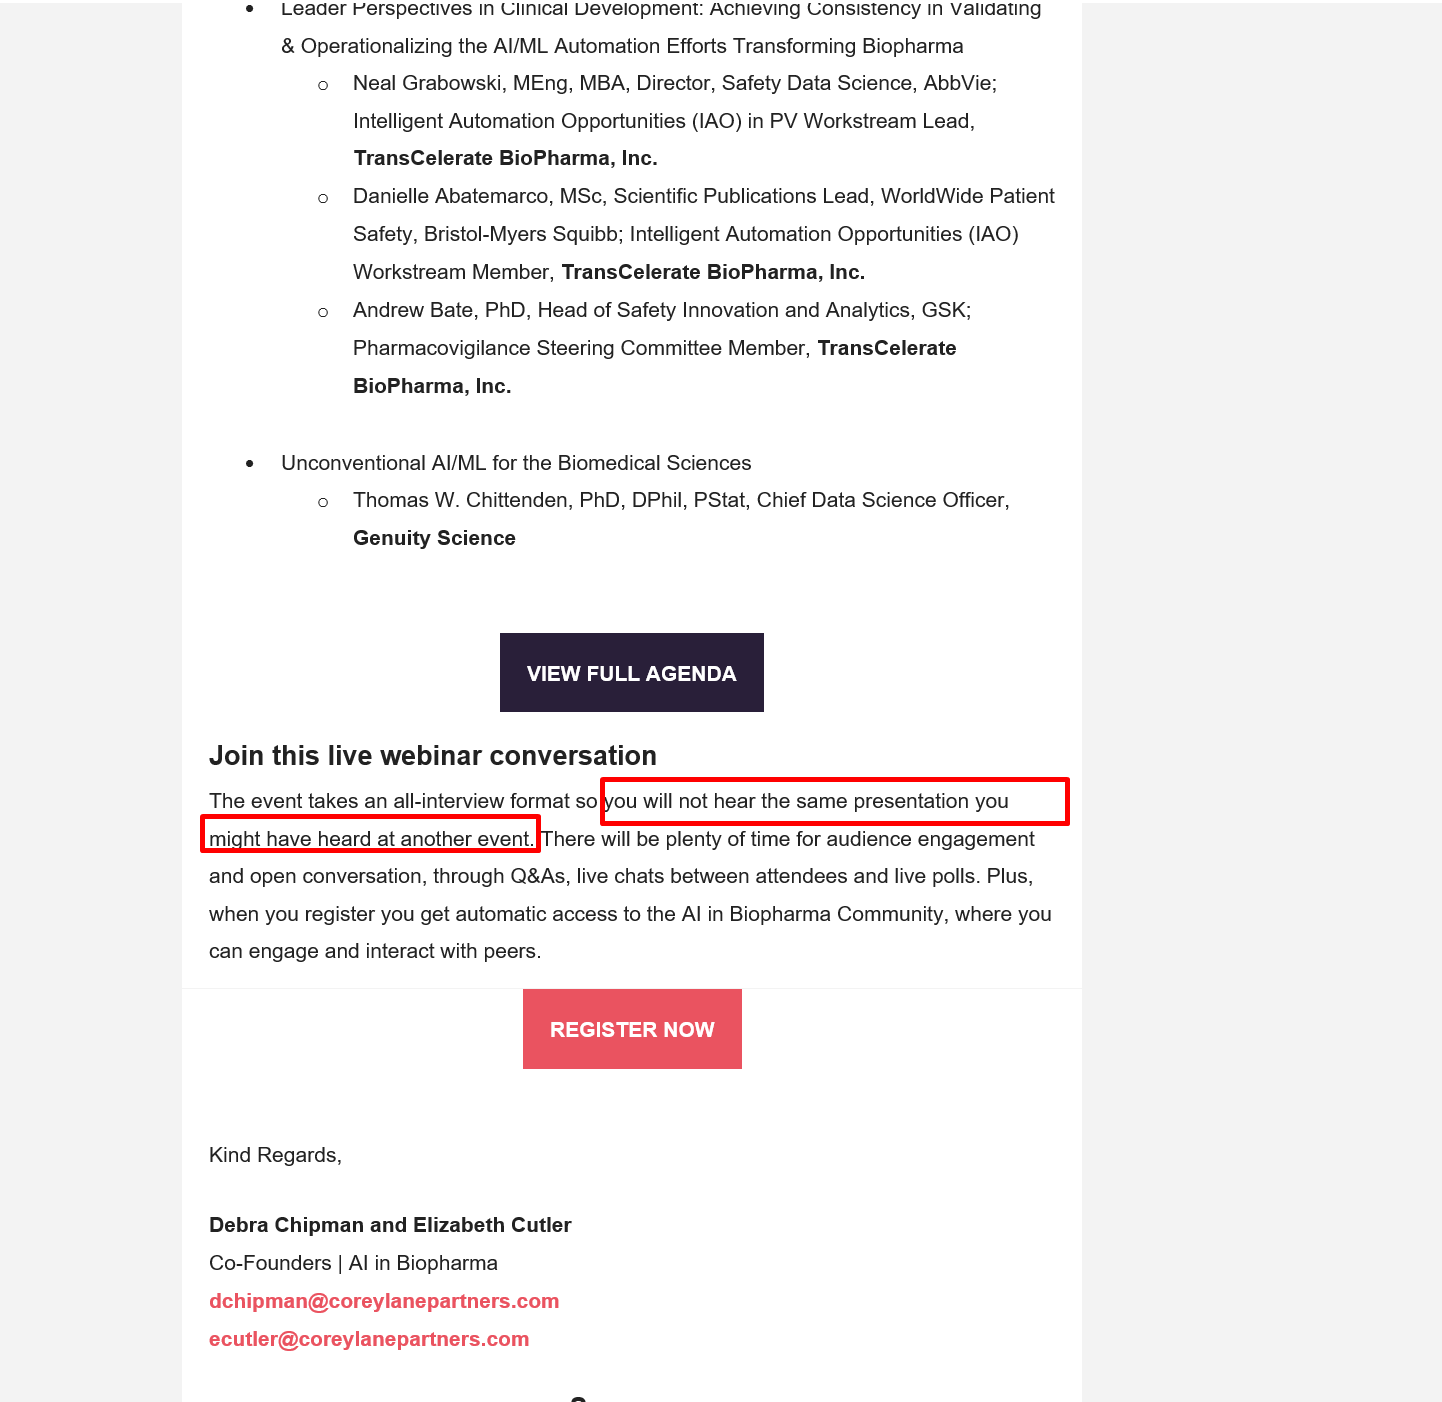 Leader Perspectives in Clinical Development: Achieving Consistency in Validating
& Operationalizing the AI/ML Automation Efforts Transforming Biopharma
Neal Grabowski, MEng, MBA, Director, Safety Data Science, AbbVie;
Intelligent Automation Opportunities (IAO) in PV Workstream Lead,
TransCelerate BioPharma, Inc.
Danielle Abatemarco, MSc, Scientific Publications Lead, WorldWide Patient
Safety, Bristol-Myers Squibb; Intelligent Automation Opportunities (IAO)
Workstream Member, TransCelerate BioPharma, Inc.
Andrew Bate, PhD, Head of Safety Innovation and Analytics, GSK;
Pharmacovigilance Steering Committee Member, TransCelerate
BioPharma, Inc.
Unconventional AI/ML for the Biomedical Sciences
Thomas W. Chittenden, PhD, DPhil, PStat, Chief Data Science Officer,
Genuity Science
VIEW FULL AGENDA
Join this live webinar conversation
The event takes an all-interview format so you will not hear the same presentation you
might have heard at another event. There will be plenty of time for audience engagement
and open conversation, through Q&As, live chats between attendees and live polls. Plus,
when you register you get automatic access to the AI in Biopharma Community, where you
can engage and interact with peers.
REGISTER NOW
Kind Regards,
Debra Chipman and Elizabeth Cutler
Co-Founders | AI in Biopharma
dchipman@coreylanepartners.com
ecutler@coreylanepartners.com